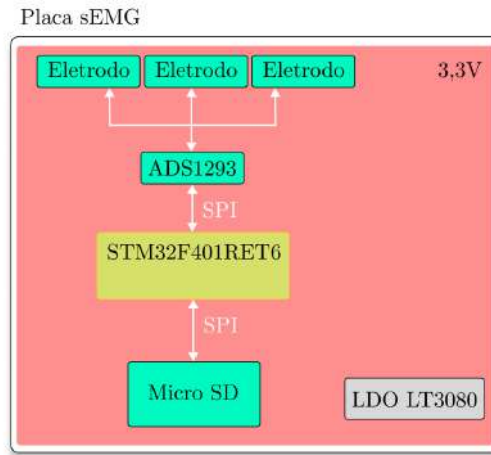 Placa sEMG
Eletrodo Eletrodo Eletrodo 3,3V
ADS1293
SPI
STM32F401RET6
SPI
Micro SD
LDO LT3080